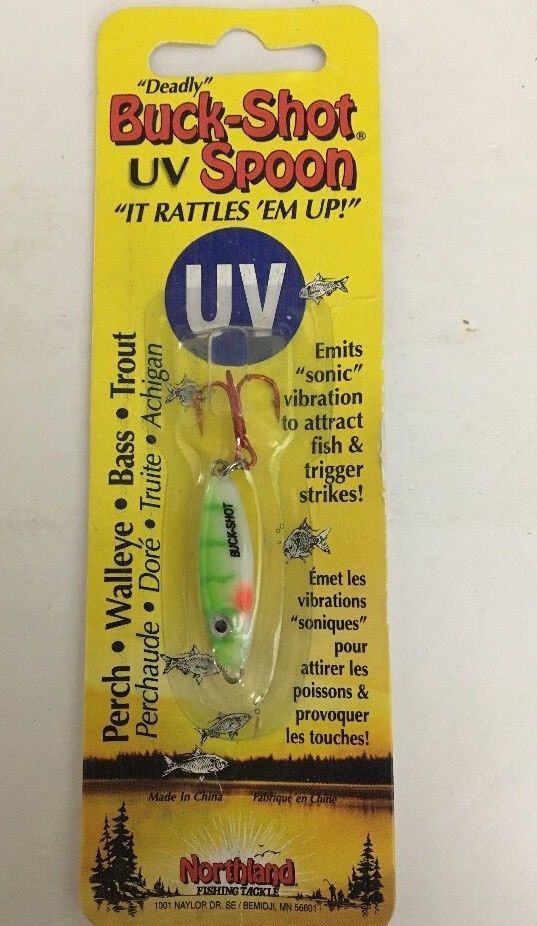 "Deadly"
Buck-Shot®
UV Spoon
"IT RATTLES 'EM UP!"
UV
Perch • Walleye • Bass • Trout
Perchaude • Doré • Truite • Achigan
Emits
"sonic"
vibration
to attract
fish &
trigger
strikes!
BUCK-SHOT
Émet les
vibrations
"soniques"
pour
attirer les
poissons &
provoquer
les touches!
Made in China
Fabriqué en Chine
Northland
FISHING TACKLE
1001 NAYLOR DR. SE / BEMIDJI, MN 56601